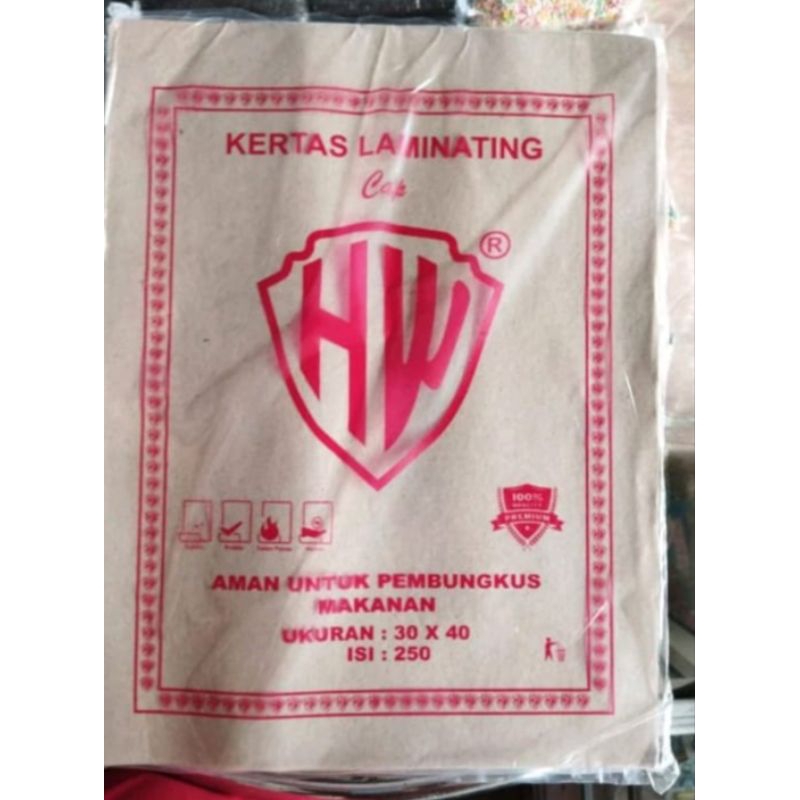 KERTAS LAMINATING
Cap
HW
®
100%
PREMIUM
AMAN UNTUK PEMBUNGKUS
MAKANAN
UKURAN : 30 X 40
ISI : 250